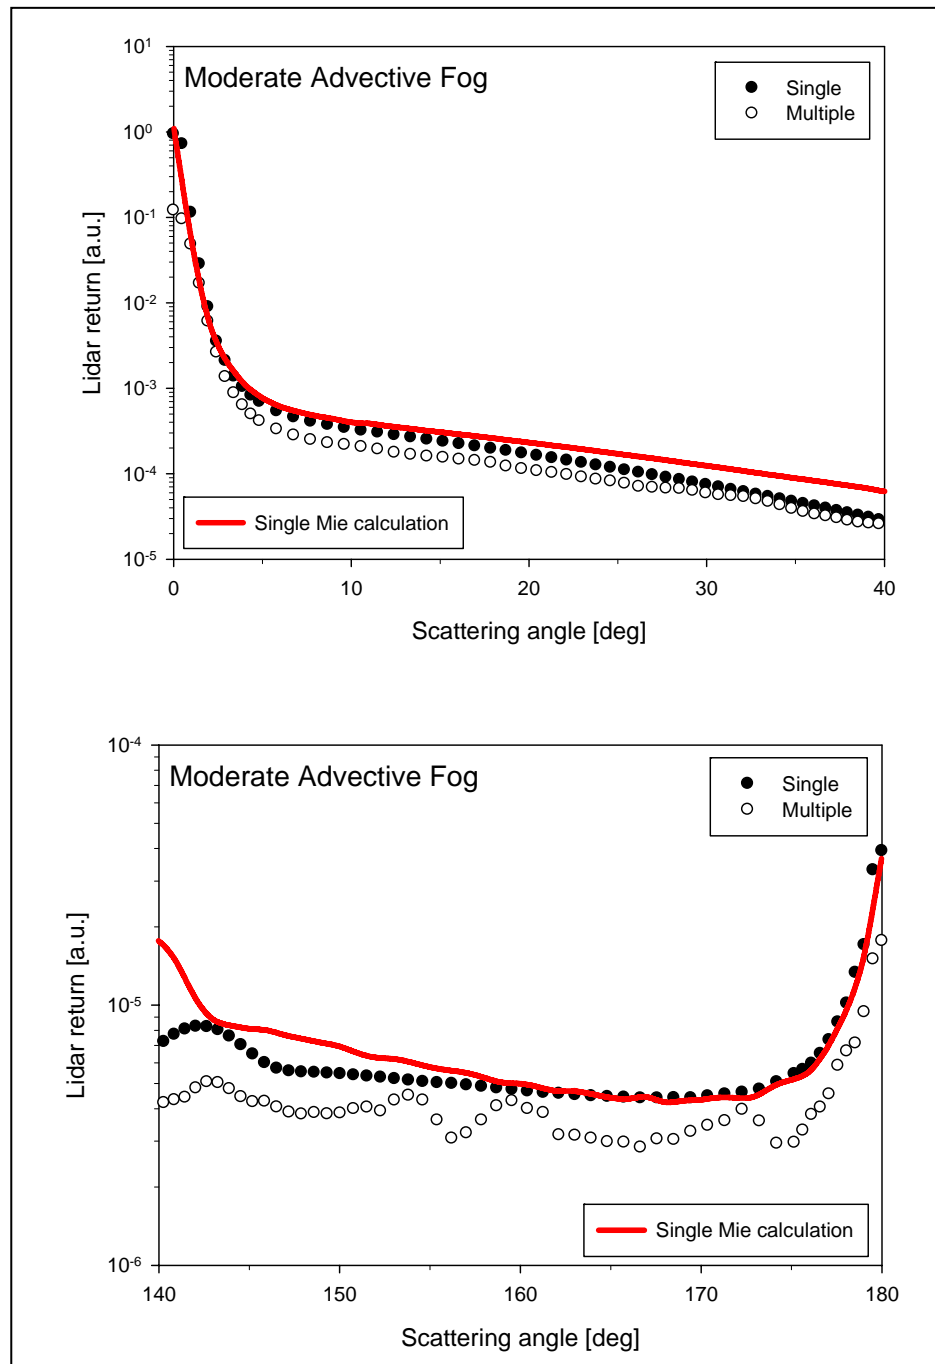 Moderate Advective Fog
Single
Multiple
10¹
10⁰
10⁻¹
10⁻²
10⁻³
10⁻⁴
10⁻⁵
Lidar return [a.u.]
Single Mie calculation
0 10 20 30 40
Scattering angle [deg]
Moderate Advective Fog
Single
Multiple
10⁻⁴
10⁻⁵
10⁻⁶
Lidar return [a.u.]
Single Mie calculation
140 150 160 170 180
Scattering angle [deg]